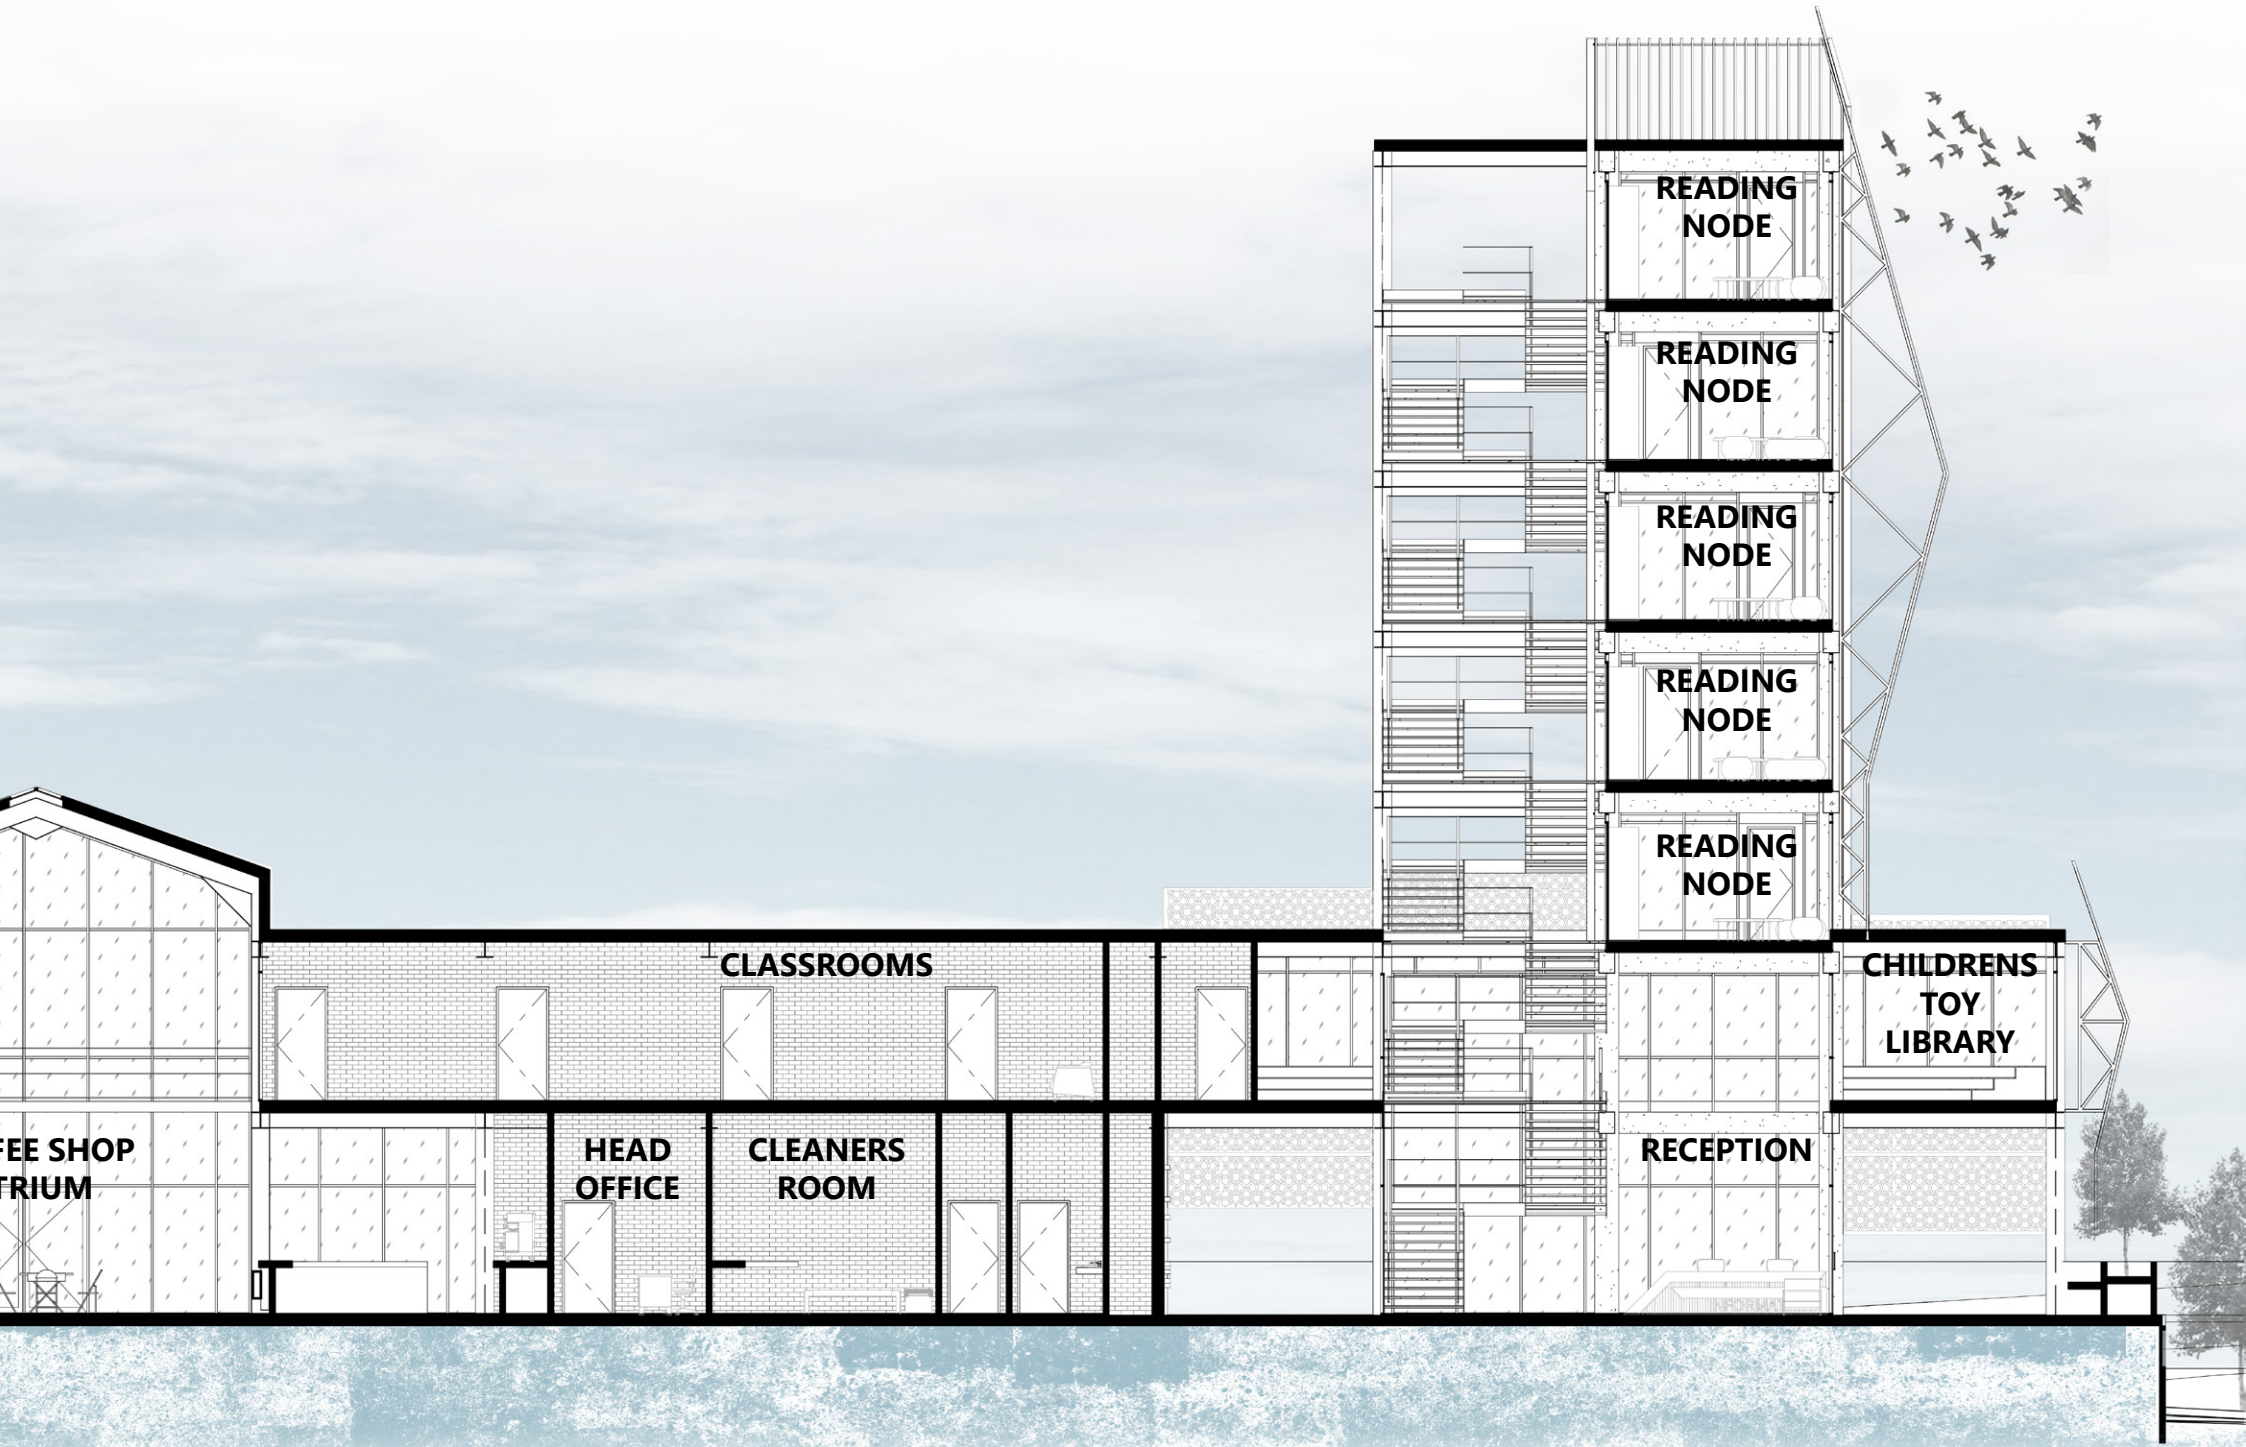 READING
NODE
READING
NODE
READING
NODE
READING
NODE
READING
NODE
CLASSROOMS
CHILDRENS
TOY
LIBRARY
FEE SHOP
TRIUM
HEAD
OFFICE
CLEANERS
ROOM
RECEPTION